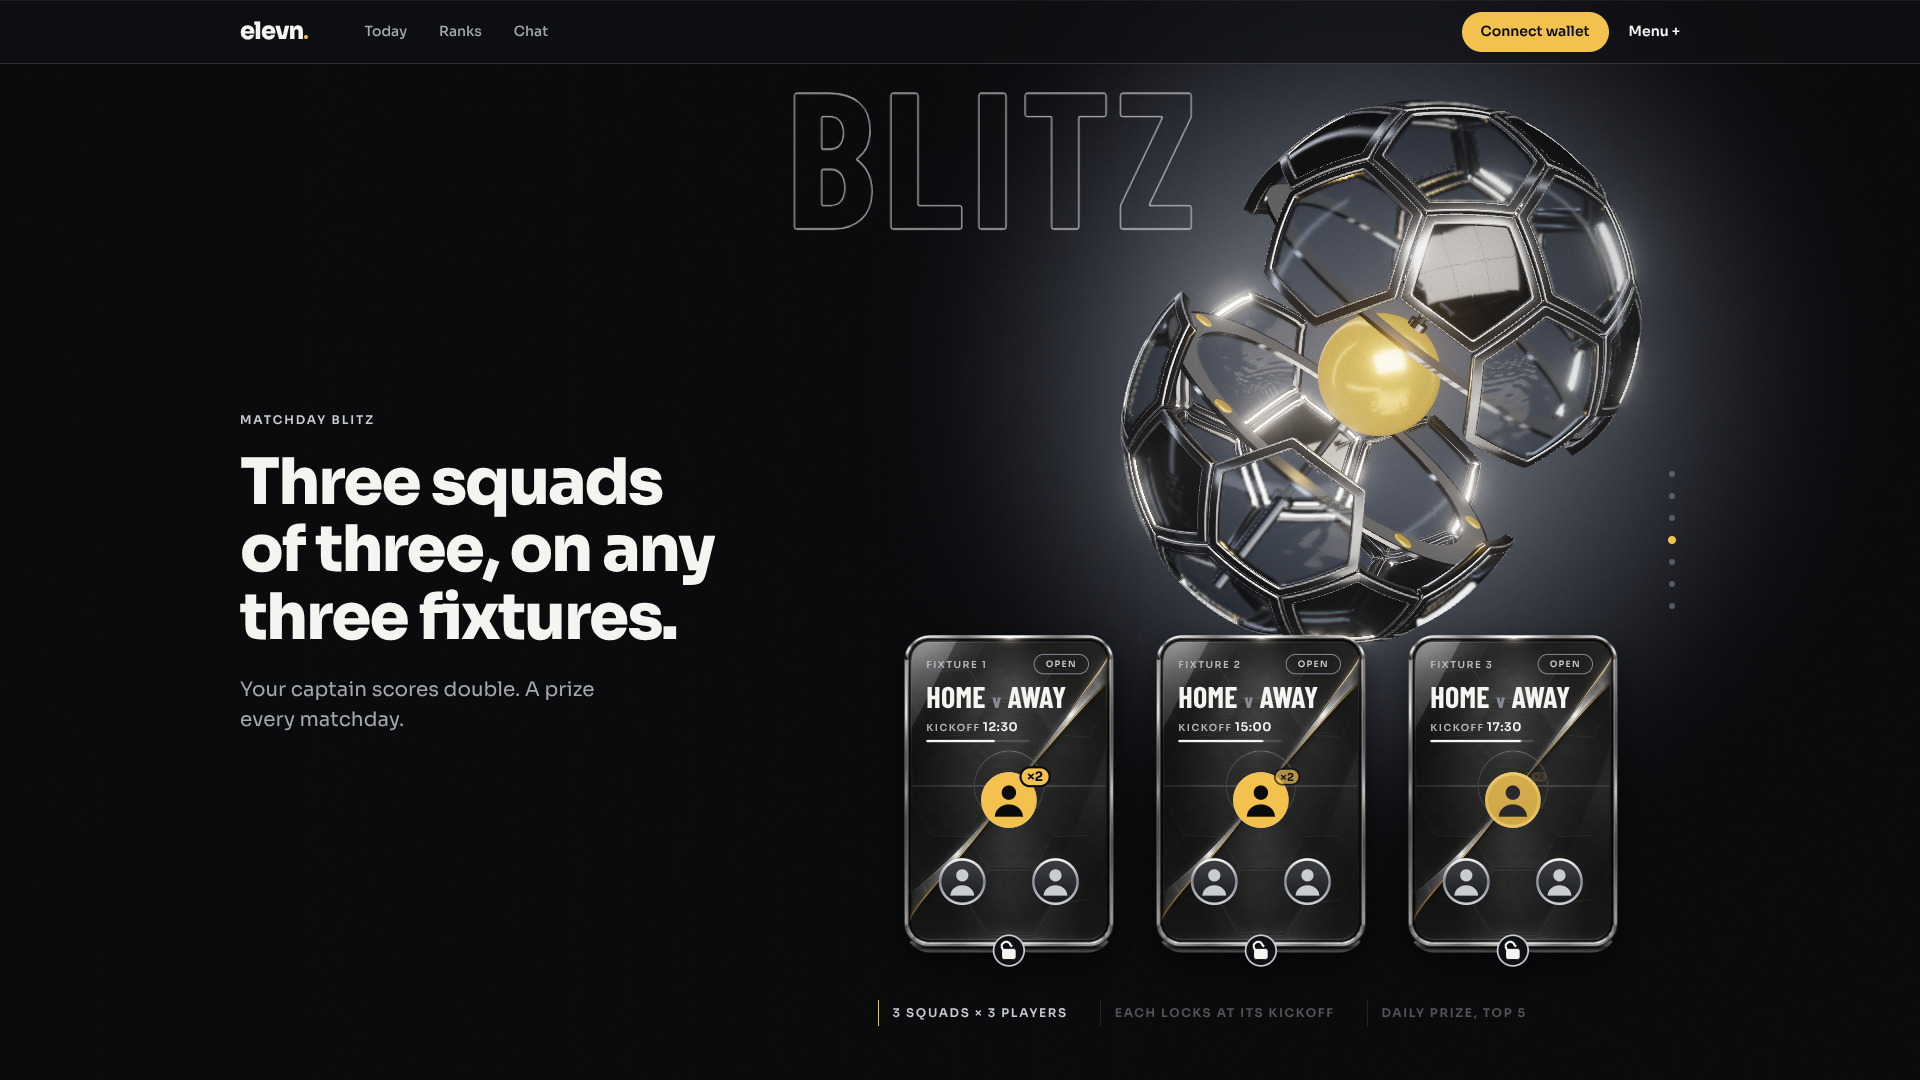 elevn.
Today
Ranks
Chat
Connect wallet
Menu +
BLITZ
MATCHDAY BLITZ
Three squads
of three, on any
three fixtures.
Your captain scores double. A prize
every matchday.
FIXTURE 1
OPEN
HOME v AWAY
KICKOFF 12:30
×2
FIXTURE 2
OPEN
HOME v AWAY
KICKOFF 15:00
×2
FIXTURE 3
OPEN
HOME v AWAY
KICKOFF 17:30
3 SQUADS × 3 PLAYERS
EACH LOCKS AT ITS KICKOFF
DAILY PRIZE, TOP 5